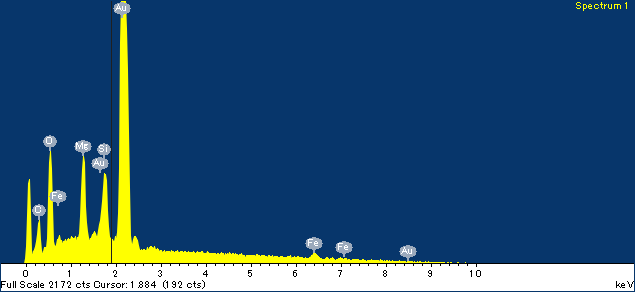 Spectrum 1
Au
O
Mg
Si
Au
Fe
O
Fe
Fe
Au
0 1 2 3 4 5 6 7 8 9 10
Full Scale 2172 cts Cursor: 1.884 (192 cts) keV